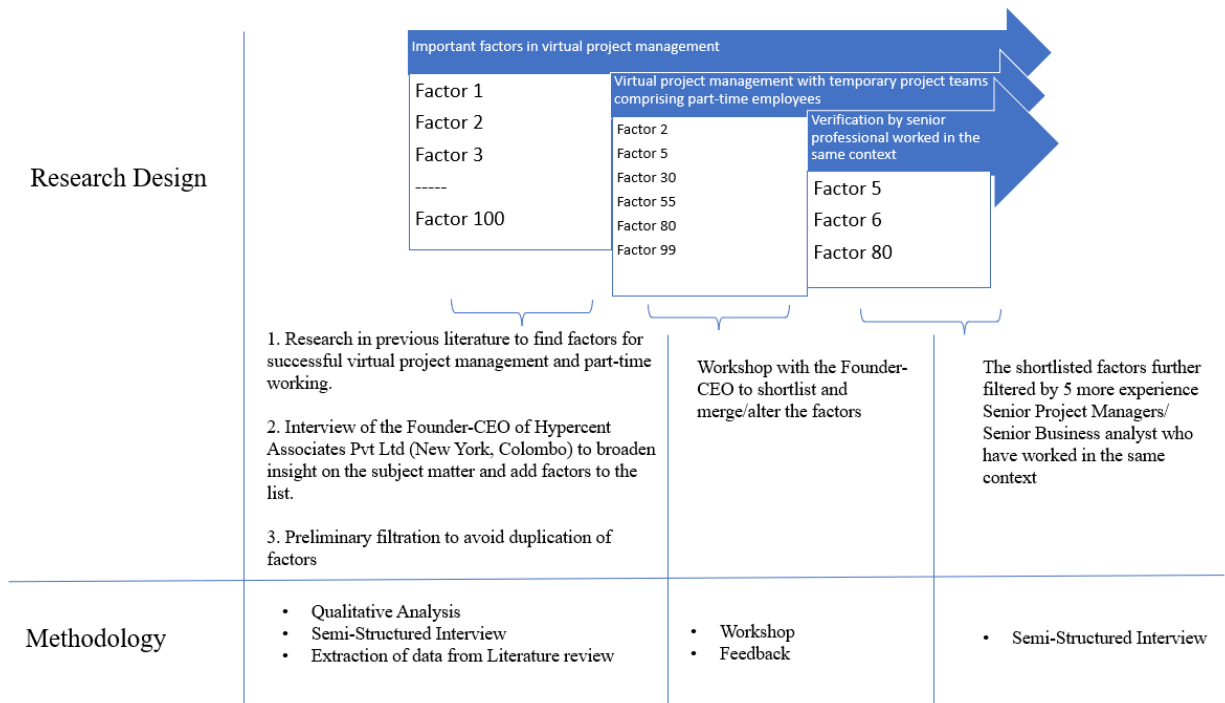 Important factors in virtual project management
Factor 1
Factor 2
Factor 3
-----
Factor 100
Virtual project management with temporary project teams
comprising part-time employees
Factor 2
Factor 5
Factor 30
Factor 55
Factor 80
Factor 99
Verification by senior
professional worked in the
same context
Factor 5
Factor 6
Factor 80
Research Design
1. Research in previous literature to find factors for
successful virtual project management and part-time
working.
2. Interview of the Founder-CEO of Hypercent
Associates Pvt Ltd (New York, Colombo) to broaden
insight on the subject matter and add factors to the
list.
3. Preliminary filtration to avoid duplication of
factors
Workshop with the Founder-
CEO to shortlist and
merge/alter the factors
The shortlisted factors further
filtered by 5 more experience
Senior Project Managers/
Senior Business analyst who
have worked in the same
context
Methodology
• Qualitative Analysis
• Semi-Structured Interview
• Extraction of data from Literature review
• Workshop
• Feedback
• Semi-Structured Interview